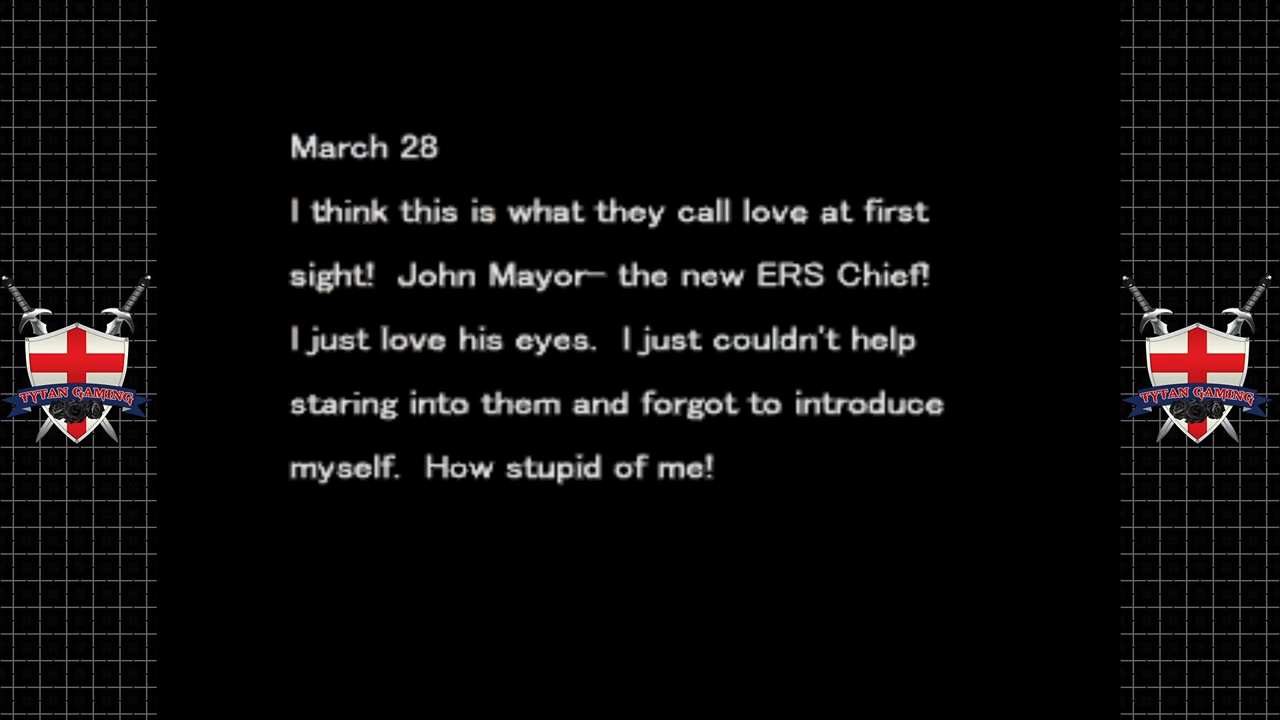 March 28
I think this is what they call love at first
sight!  John Mayor— the new ERS Chief!
I just love his eyes.  I just couldn't help
staring into them and forgot to introduce
myself.  How stupid of me!
TYTAN GAMING
TYTAN GAMING